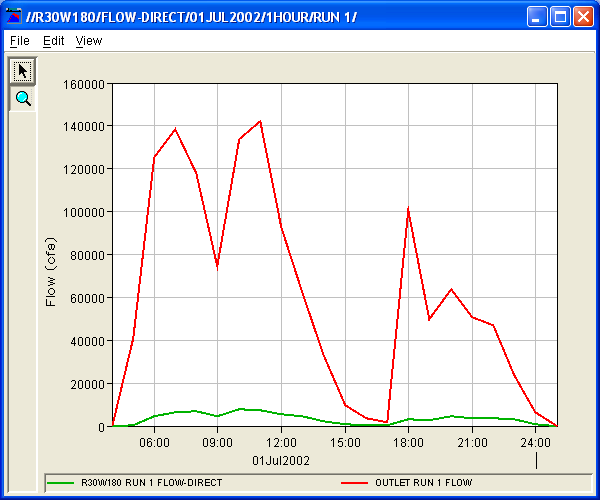 //R30W180/FLOW-DIRECT/01JUL2002/1HOUR/RUN 1/
File Edit View
160000
140000
120000
100000
80000
60000
40000
20000
0
Flow (cfs)
06:00 09:00 12:00 15:00 18:00 21:00 24:00
01Jul2002
R30W180 RUN 1 FLOW-DIRECT OUTLET RUN 1 FLOW